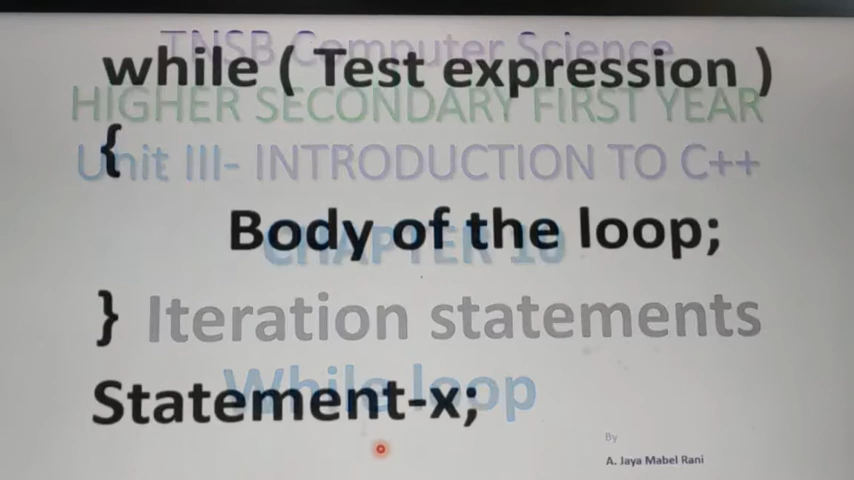 TNSB Computer Science
while ( Test expression )
HIGHER SECONDARY FIRST YEAR
{
Unit III- INTRODUCTION TO C++
Body of the loop;
CHAPTER 10
} 
Iteration statements
While loop
Statement-x;
By
A. Jaya Mabel Rani